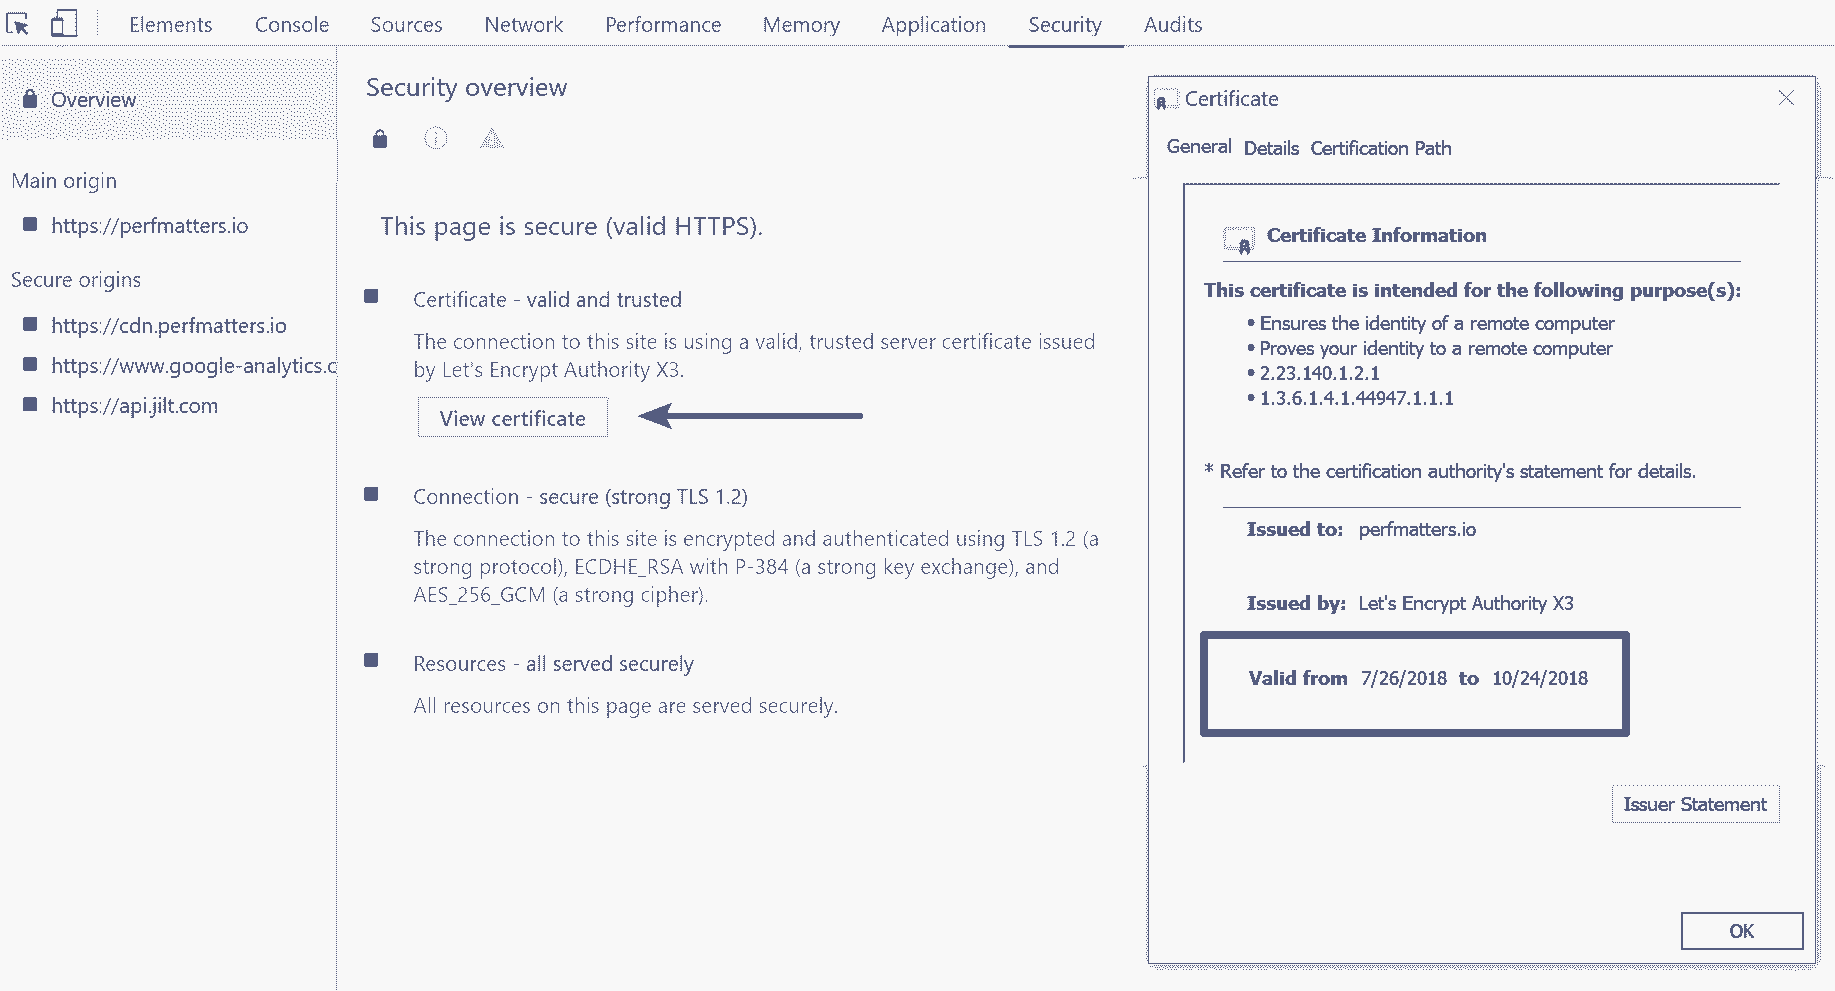 Elements Console Sources Network Performance Memory Application Security Audits
Overview
Main origin
https://perfmatters.io
Secure origins
https://cdn.perfmatters.io
https://www.google-analytics.c
https://api.jilt.com
Security overview
This page is secure (valid HTTPS).
Certificate - valid and trusted
The connection to this site is using a valid, trusted server certificate issued
by Let's Encrypt Authority X3.
View certificate
Connection - secure (strong TLS 1.2)
The connection to this site is encrypted and authenticated using TLS 1.2 (a
strong protocol), ECDHE_RSA with P-384 (a strong key exchange), and
AES_256_GCM (a strong cipher).
Resources - all served securely
All resources on this page are served securely.
Certificate
General Details Certification Path
Certificate Information
This certificate is intended for the following purpose(s):
• Ensures the identity of a remote computer
• Proves your identity to a remote computer
• 2.23.140.1.2.1
• 1.3.6.1.4.1.44947.1.1.1
* Refer to the certification authority's statement for details.
Issued to: perfmatters.io
Issued by: Let's Encrypt Authority X3
Valid from 7/26/2018 to 10/24/2018
Issuer Statement
OK